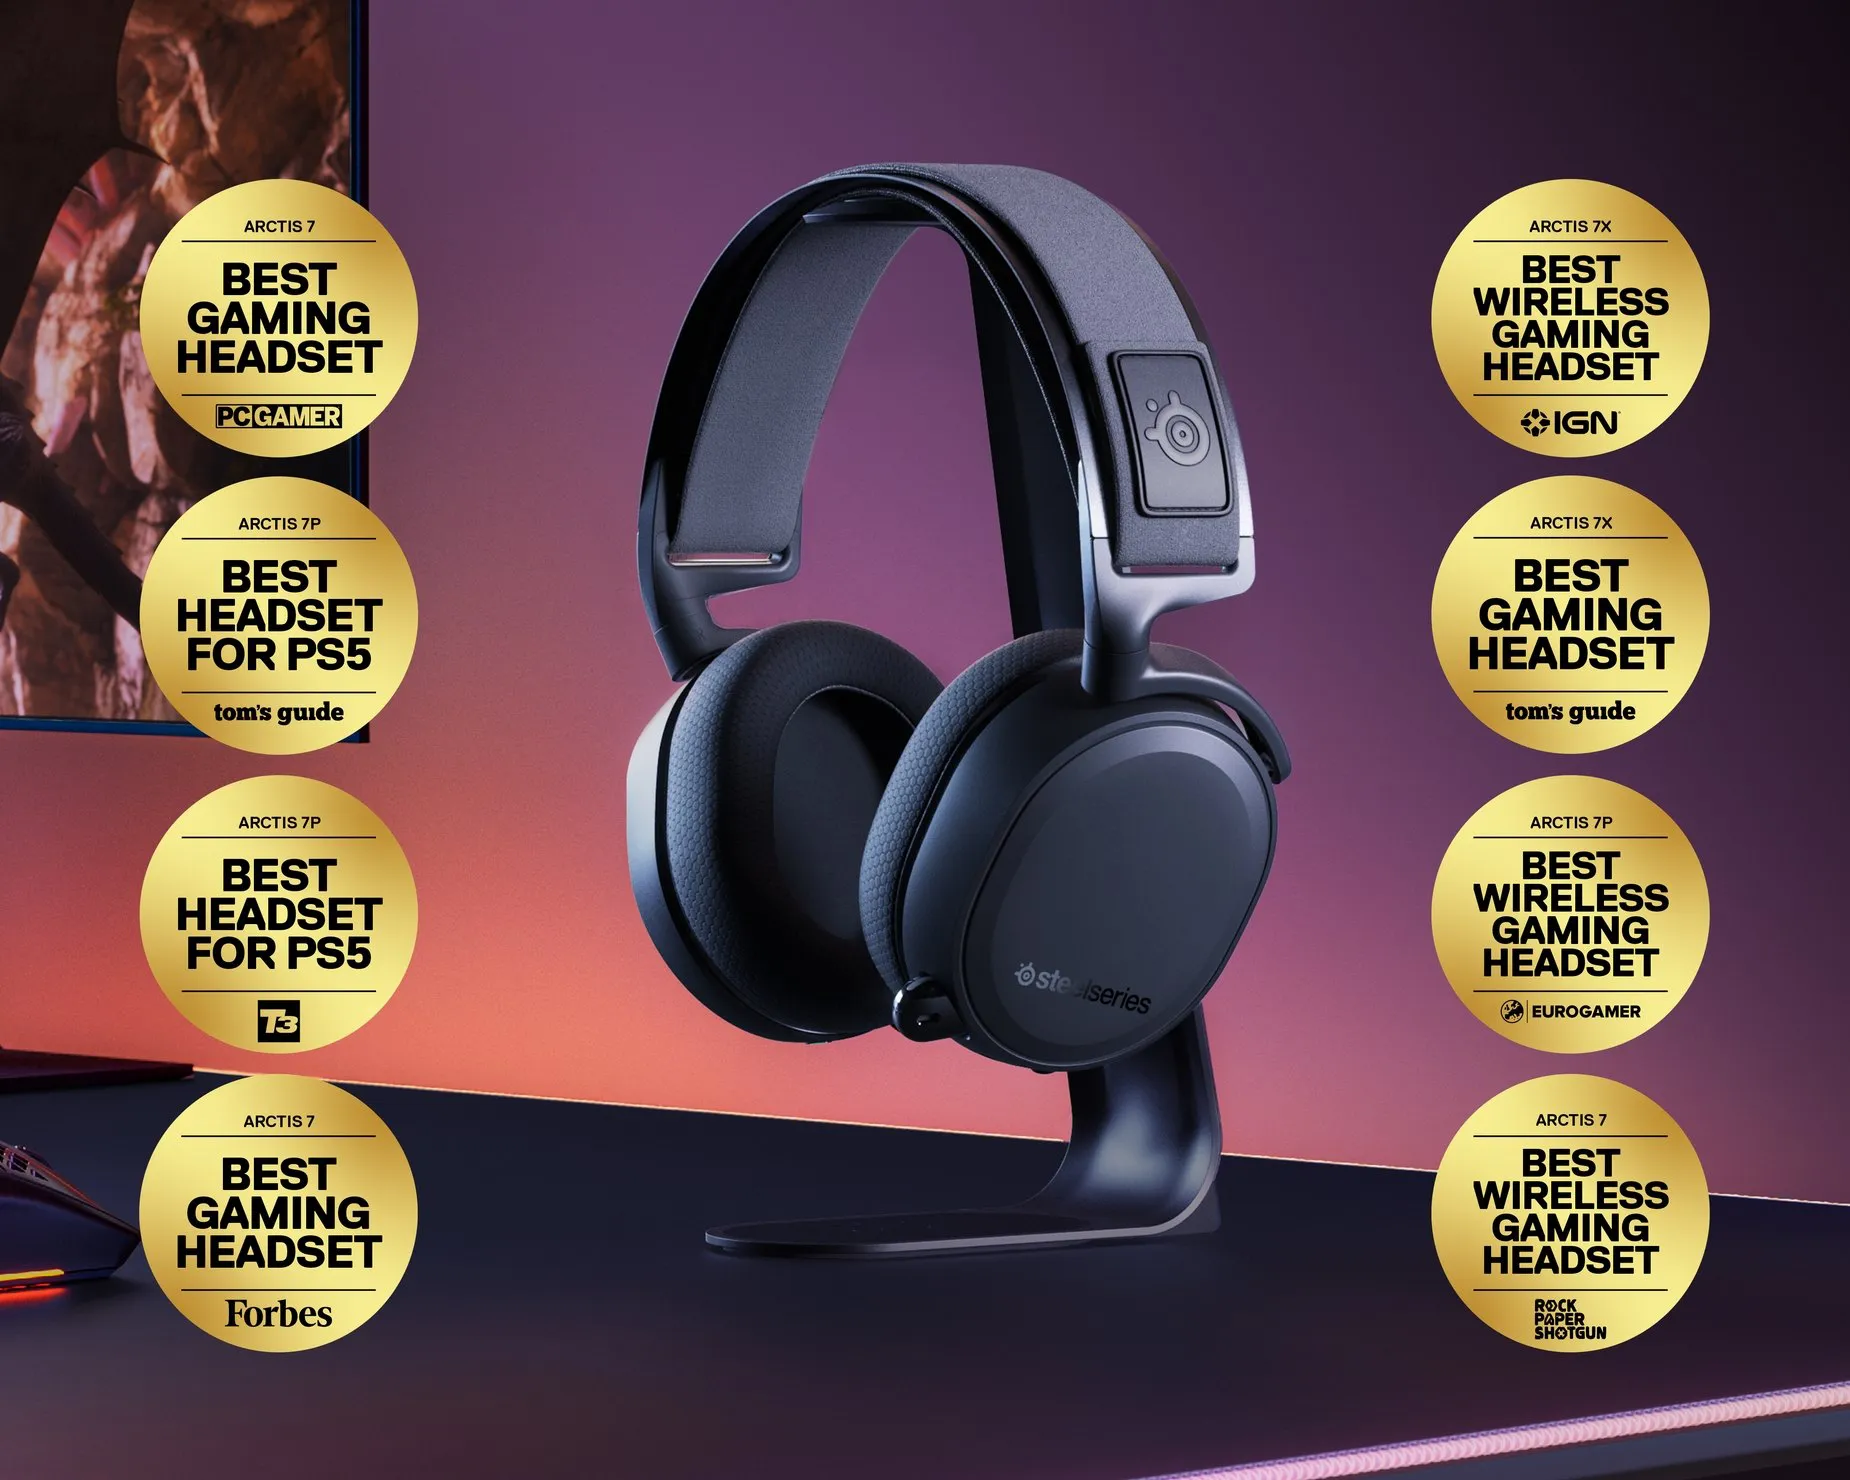 ARCTIS 7
BEST
GAMING
HEADSET
PC GAMER
ARCTIS 7P
BEST
HEADSET
FOR PS5
tom's guide
ARCTIS 7P
BEST
HEADSET
FOR PS5
T3
ARCTIS 7
BEST
GAMING
HEADSET
Forbes
steelseries
ARCTIS 7X
BEST
WIRELESS
GAMING
HEADSET
IGN
ARCTIS 7X
BEST
GAMING
HEADSET
tom's guide
ARCTIS 7P
BEST
WIRELESS
GAMING
HEADSET
EUROGAMER
ARCTIS 7
BEST
WIRELESS
GAMING
HEADSET
ROCK
PAPER
SHOTGUN